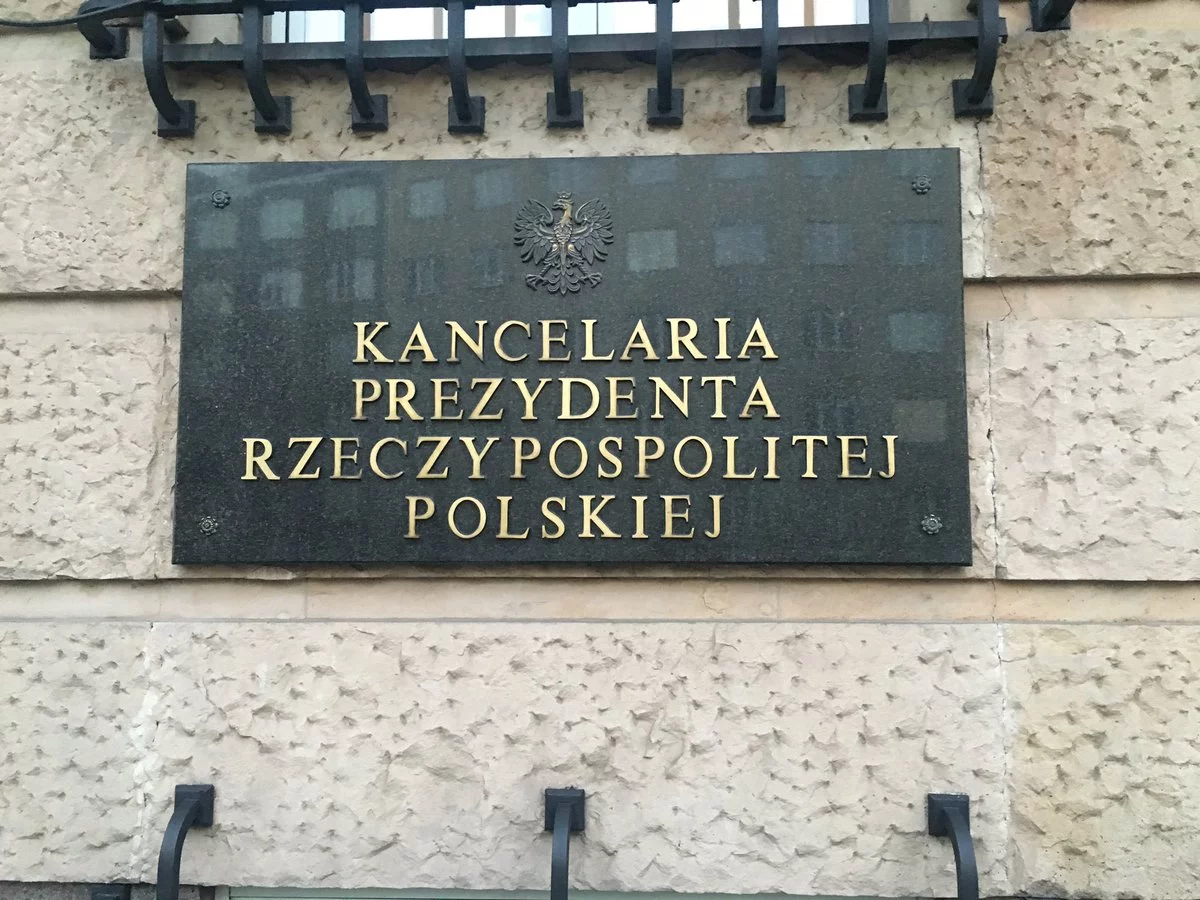 KANCELARIA
PREZYDENTA
RZECZYPOSPOLITEJ
POLSKIEJ